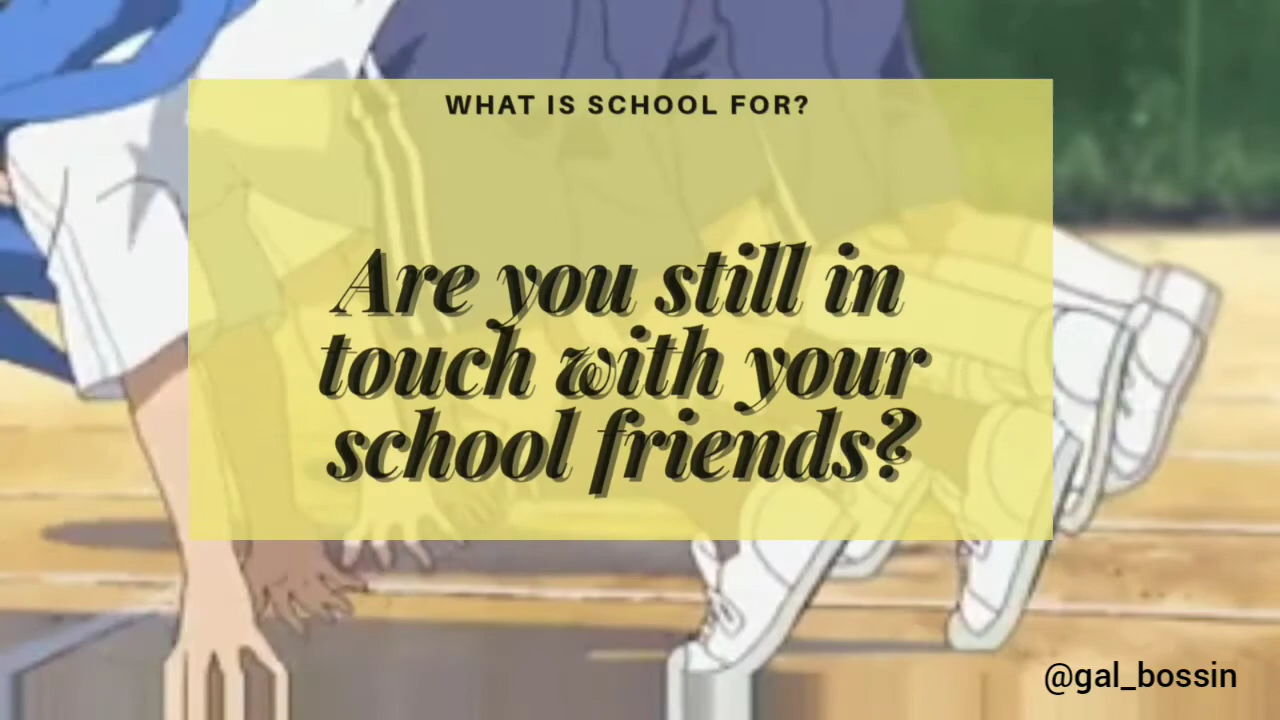 WHAT IS SCHOOL FOR?
Are you still in
touch with your
school friends?
@gal_bossin